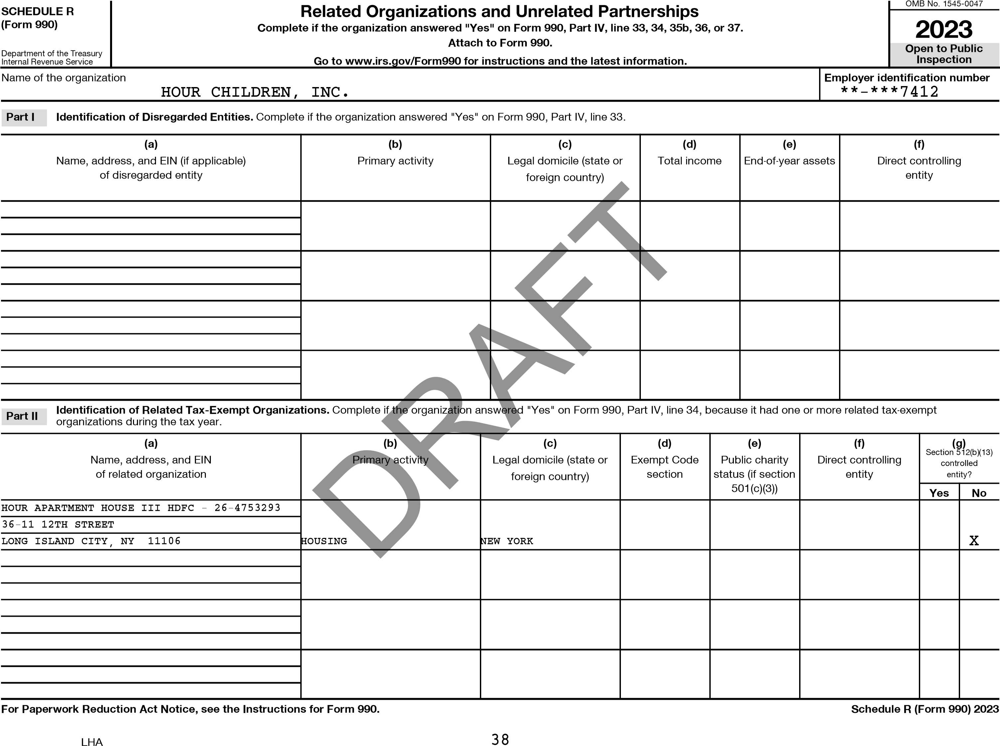 SCHEDULE R
(Form 990)
Department of the Treasury
Internal Revenue Service
Related Organizations and Unrelated Partnerships
Complete if the organization answered "Yes" on Form 990, Part IV, line 33, 34, 35b, 36, or 37.
Attach to Form 990.
Go to www.irs.gov/Form990 for instructions and the latest information.
OMB No. 1545-0047
2023
Open to Public
Inspection
Name of the organization
HOUR CHILDREN, INC.
Employer identification number
**-***7412
Part I Identification of Disregarded Entities. Complete if the organization answered "Yes" on Form 990, Part IV, line 33.
(a)
Name, address, and EIN (if applicable)
of disregarded entity
(b)
Primary activity
(c)
Legal domicile (state or
foreign country)
(d)
Total income
(e)
End-of-year assets
(f)
Direct controlling
entity
DRAFT
Part II Identification of Related Tax-Exempt Organizations. Complete if the organization answered "Yes" on Form 990, Part IV, line 34, because it had one or more related tax-exempt
organizations during the tax year.
(a)
Name, address, and EIN
of related organization
(b)
Primary activity
(c)
Legal domicile (state or
foreign country)
(d)
Exempt Code
section
(e)
Public charity
status (if section
501(c)(3))
(f)
Direct controlling
entity
(g)
Section 512(b)(13)
controlled
entity?
Yes No
HOUR APARTMENT HOUSE III HDFC - 26-4753293
36-11 12TH STREET
LONG ISLAND CITY, NY 11106 HOUSING NEW YORK X
For Paperwork Reduction Act Notice, see the Instructions for Form 990. Schedule R (Form 990) 2023
LHA 38